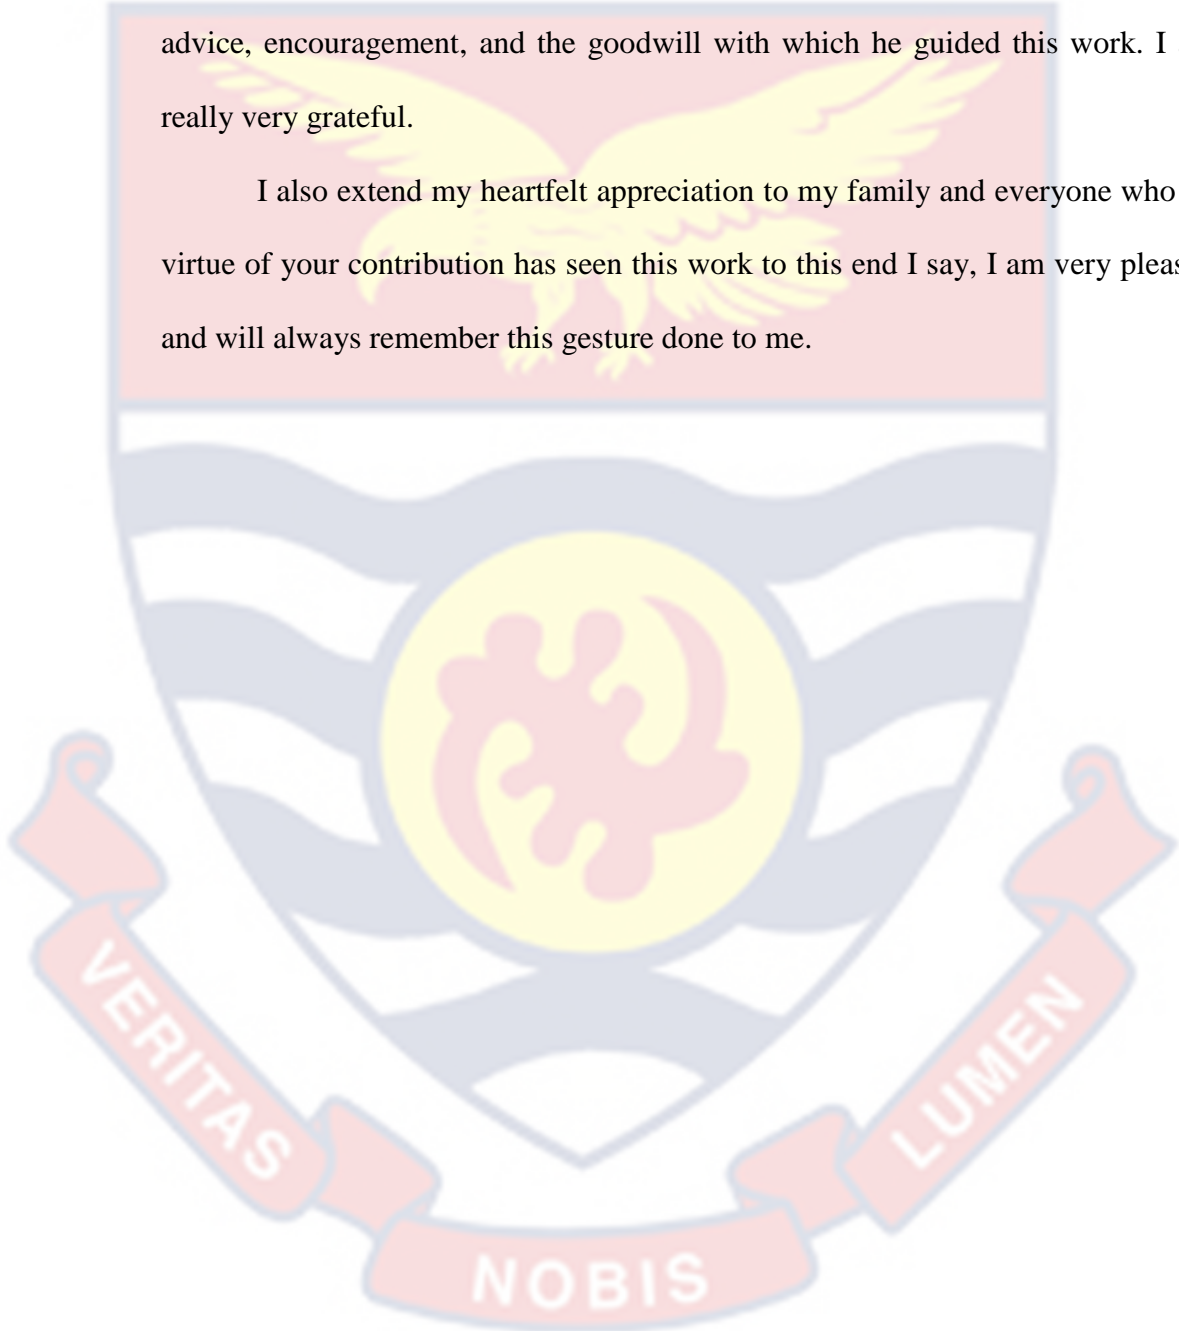 advice, encouragement, and the goodwill with which he guided this work. I
really very grateful.
I also extend my heartfelt appreciation to my family and everyone who
virtue of your contribution has seen this work to this end I say, I am very pleas
and will always remember this gesture done to me.
VERITAS
NOBIS
LUMEN